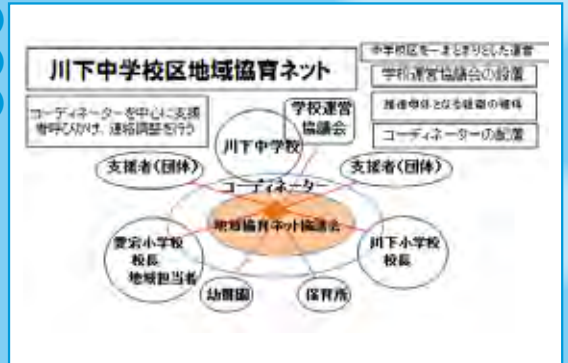 川下中学校区地域協育ネット
中学校区を一まとまりとした運営
学校運営協議会の設置
推進母体となる組織の確保
コーディネーターの配置
コーディネーターを中心に支援
者呼びかけ、連絡調整を行う
学校運営
協議会
川下中学校
支援者(団体)
支援者(団体)
コーディネーター
地域協育ネット協議会
愛宕小学校
校長
地域担当者
川下小学校
校長
幼稚園
保育所